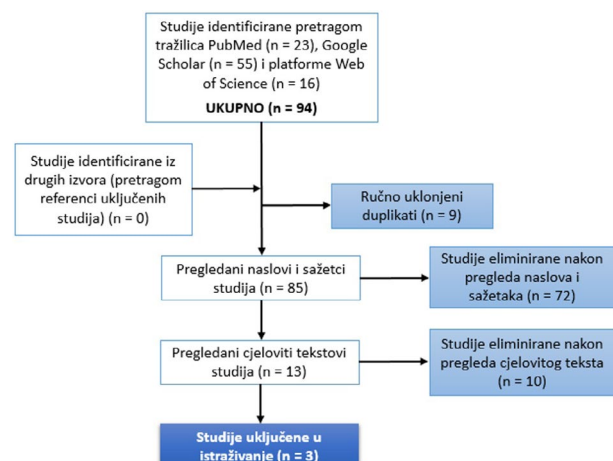 Studije identificirane pretragom
tražilica PubMed (n = 23), Google
Scholar (n = 55) i platforme Web
of Science (n = 16)
UKUPNO (n = 94)
Studije identificirane iz
drugih izvora (pretragom
referenci uključenih
studija) (n = 0)
Ručno uklonjeni
duplikati (n = 9)
Pregledani naslovi i sažetci
studija (n = 85)
Studije eliminirane nakon
pregleda naslova i
sažetaka (n = 72)
Pregledani cjeloviti tekstovi
studija (n = 13)
Studije eliminirane nakon
pregleda cjelovitog teksta
(n = 10)
Studije uključene u
istraživanje (n = 3)